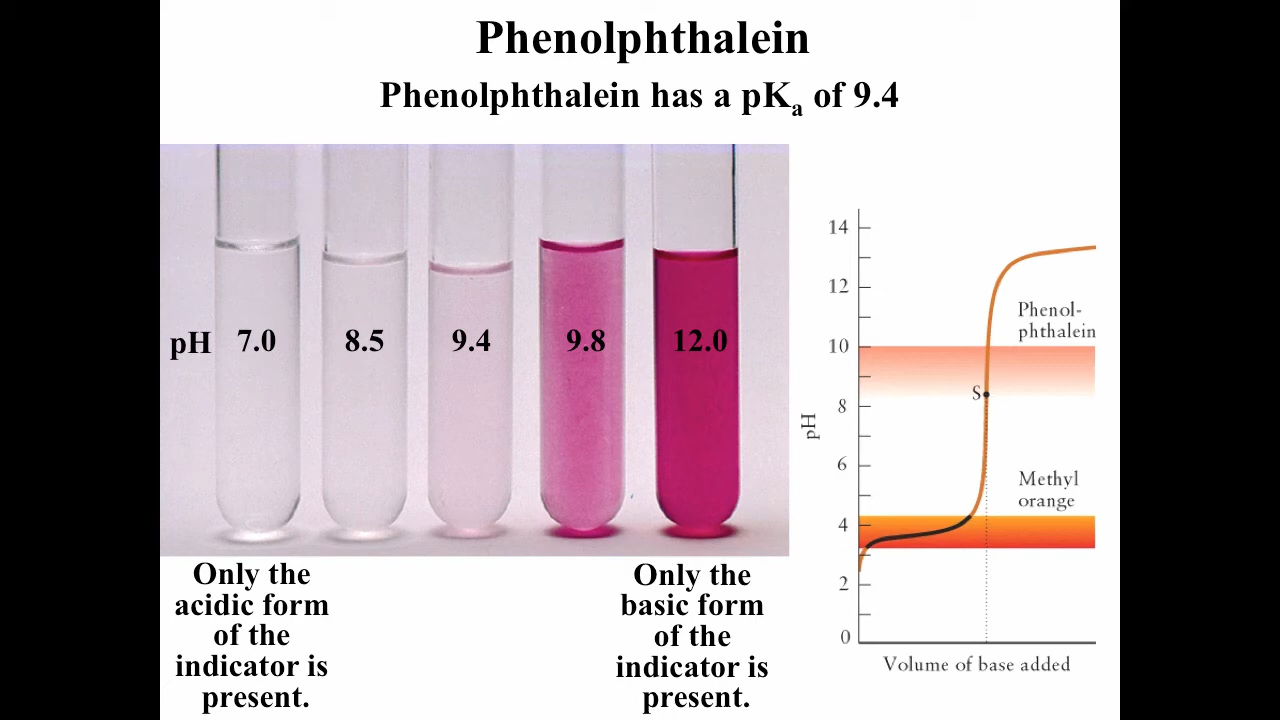 Phenolphthalein
Phenolphthalein has a pKa of 9.4
pH 7.0 8.5 9.4 9.8 12.0
Only the
acidic form
of the
indicator is
present.
Only the
basic form
of the
indicator is
present.
14
12
10
8
6
4
2
0
pH
Phenol-
phthalein
S
Methyl
orange
Volume of base added